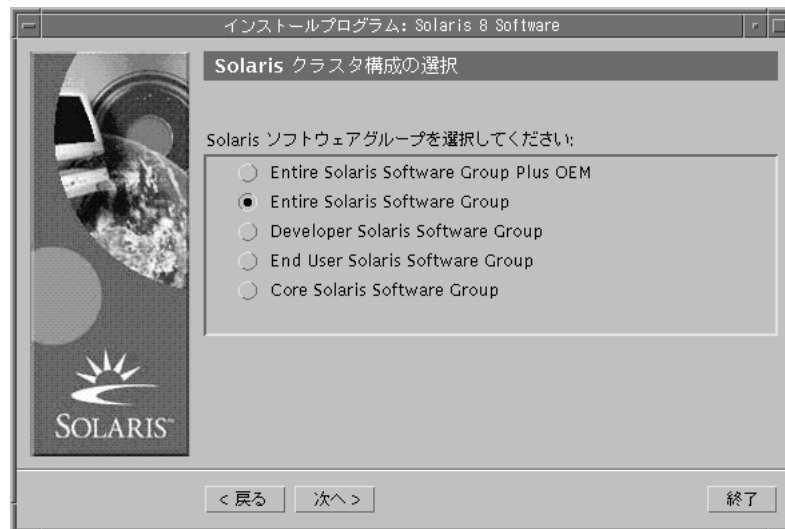 インストールプログラム: Solaris 8 Software
Solaris クラスタ構成の選択
Solaris ソフトウェアグループを選択してください:
Entire Solaris Software Group Plus OEM
Entire Solaris Software Group
Developer Solaris Software Group
End User Solaris Software Group
Core Solaris Software Group
SOLARIS™
< 戻る
次へ >
終了